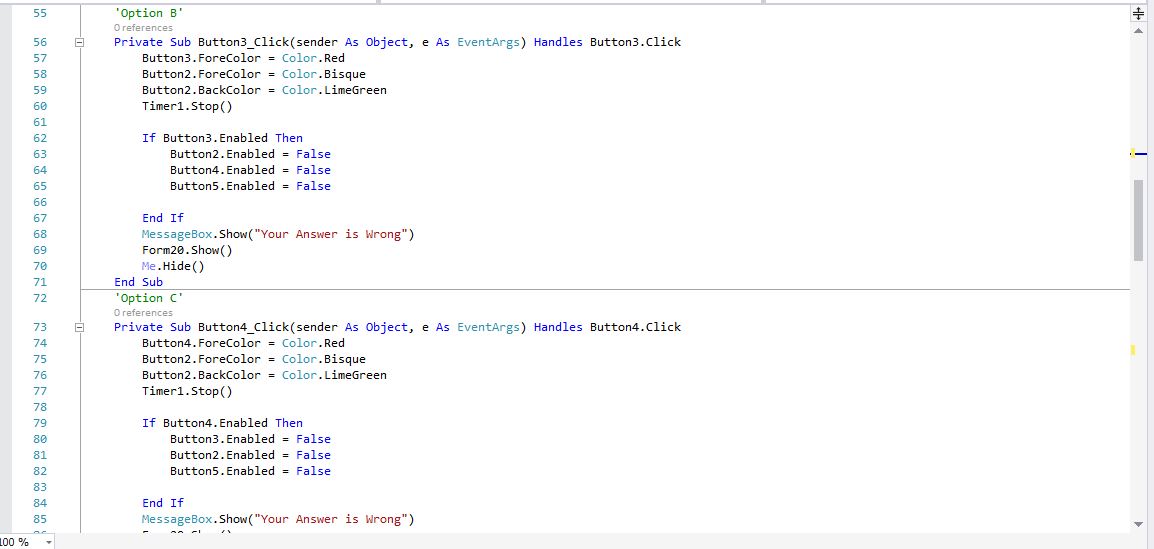 55 'Option B'
0 references
56 Private Sub Button3_Click(sender As Object, e As EventArgs) Handles Button3.Click
57 Button3.ForeColor = Color.Red
58 Button2.ForeColor = Color.Bisque
59 Button2.BackColor = Color.LimeGreen
60 Timer1.Stop()
61
62 If Button3.Enabled Then
63 Button2.Enabled = False
64 Button4.Enabled = False
65 Button5.Enabled = False
66
67 End If
68 MessageBox.Show("Your Answer is Wrong")
69 Form20.Show()
70 Me.Hide()
71 End Sub
72 'Option C'
0 references
73 Private Sub Button4_Click(sender As Object, e As EventArgs) Handles Button4.Click
74 Button4.ForeColor = Color.Red
75 Button2.ForeColor = Color.Bisque
76 Button2.BackColor = Color.LimeGreen
77 Timer1.Stop()
78
79 If Button4.Enabled Then
80 Button3.Enabled = False
81 Button2.Enabled = False
82 Button5.Enabled = False
83
84 End If
85 MessageBox.Show("Your Answer is Wrong")
100 %